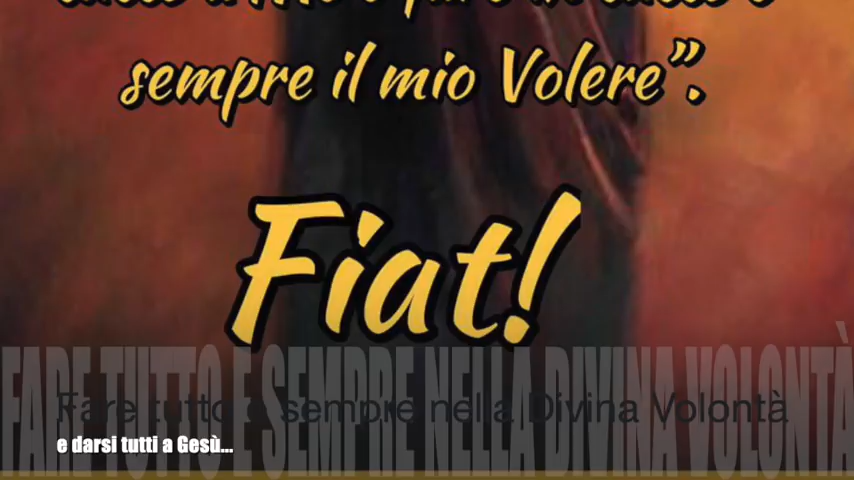 sempre il mio Volere”.
Fiat!
FARE TUTTO E SEMPRE NELLA DIVINA VOLONTÀ
Fare tutto e sempre nella Divina Volontà
e darsi tutti a Gesù...